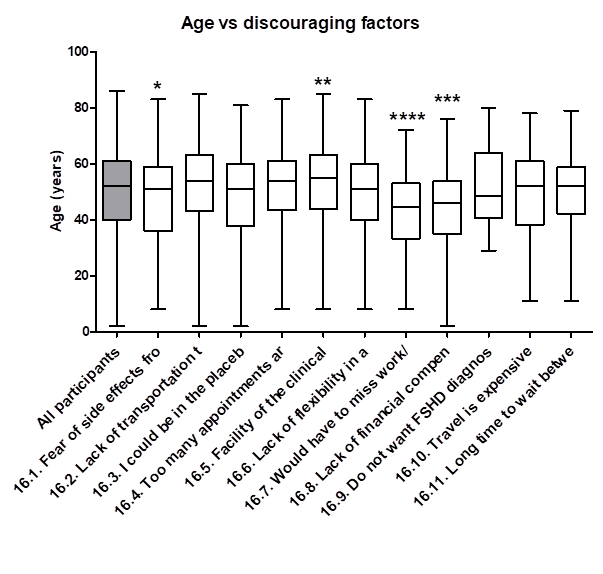 Age vs discouraging factors
Age (years)
100
80
60
40
20
0
*
**
****
***
All participants
16.1. Fear of side effects fro
16.2. Lack of transportation t
16.3. I could be in the placeb
16.4. Too many appointments ar
16.5. Facility of the clinical
16.6. Lack of flexibility in a
16.7. Would have to miss work/
16.8. Lack of financial compen
16.9. Do not want FSHD diagnos
16.10. Travel is expensive
16.11. Long time to wait betwe